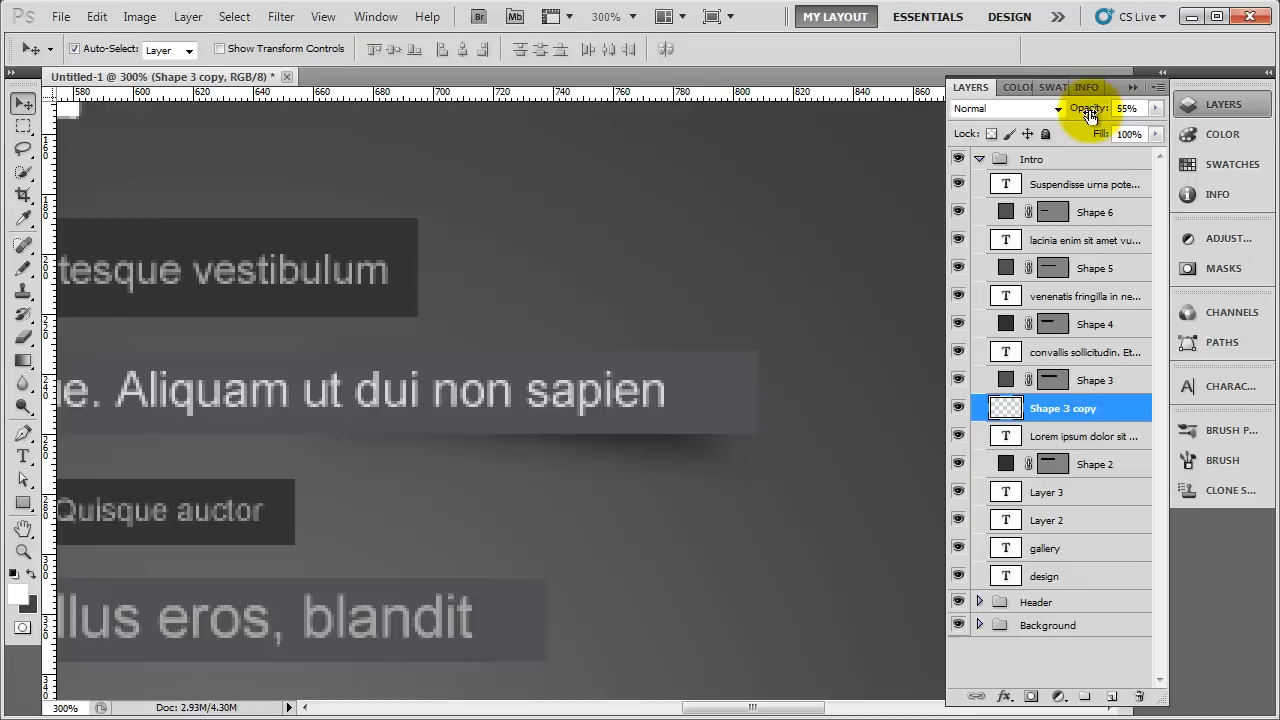 Ps File Edit Image Layer Select Filter View Window Help Br Mb 300% MY LAYOUT ESSENTIALS DESIGN CS Live
Auto-Select: Layer Show Transform Controls
Untitled-1 @ 300% (Shape 3 copy, RGB/8) *
580 600 620 640 660 680 700 720 740 760 780 800 820 840 860
LAYERS COLO SWAT INFO
Normal Opacity: 55%
Lock: Fill: 100%
Intro
T Suspendisse urna pote...
Shape 6
T lacinia enim sit amet vu...
Shape 5
T venenatis fringilla in ne...
Shape 4
T convallis sollicitudin. Et...
Shape 3
Shape 3 copy
T Lorem ipsum dolor sit ...
Shape 2
T Layer 3
T Layer 2
T gallery
T design
Header
Background
LAYERS
COLOR
SWATCHES
INFO
ADJUST...
MASKS
CHANNELS
PATHS
CHARAC...
BRUSH P...
BRUSH
CLONE S...
tesque vestibulum
ue. Aliquam ut dui non sapien
Quisque auctor
llus eros, blandit
300% Doc: 2.93M/4.30M